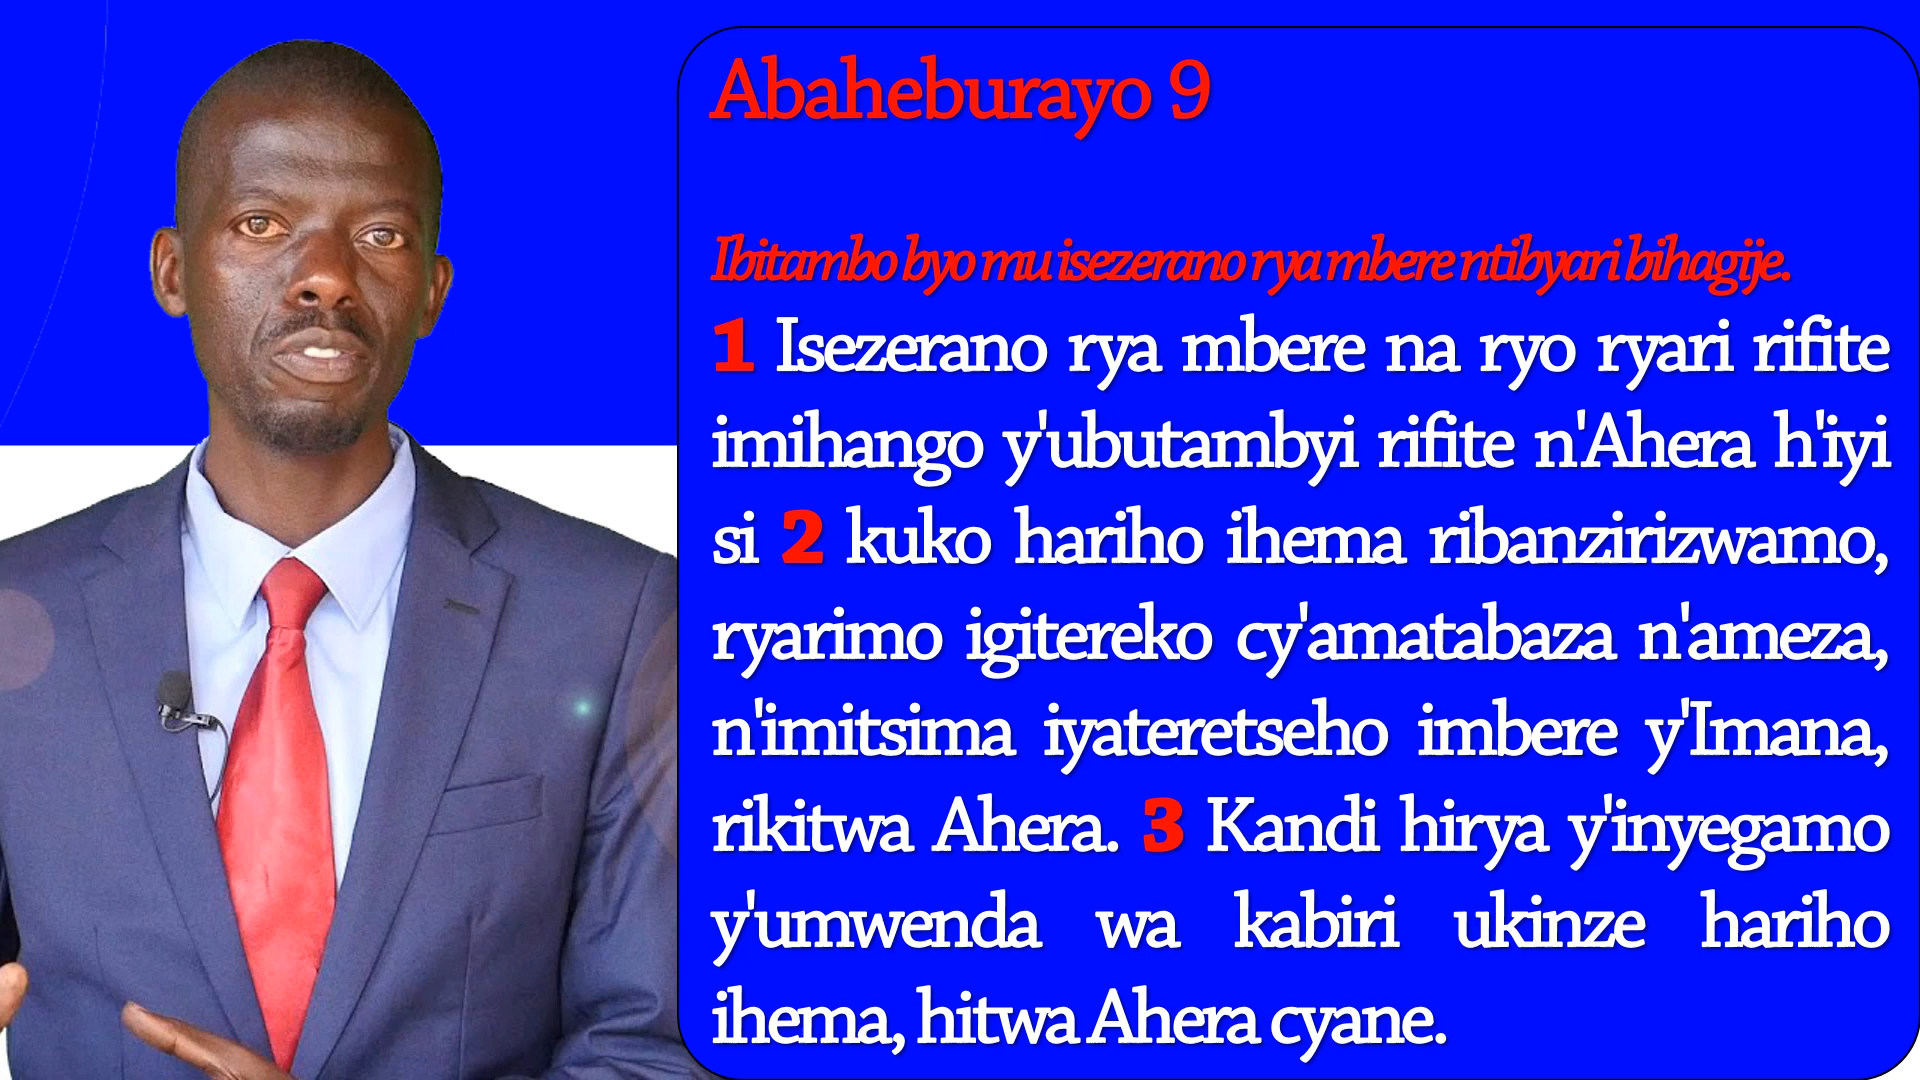 Abaheburayo 9
Ibitambo byo mu isezerano rya mbere ntibyari bihagije.
1 Isezerano rya mbere na ryo ryari rifite
imihango y'ubutambyi rifite n'Ahera h'iyi
si 2 kuko hariho ihema ribanzirizwamo,
ryarimo igitereko cy'amatabaza n'ameza,
n'imitsima iyateretseho imbere y'Imana,
rikitwa Ahera. 3 Kandi hirya y'inyegamo
y'umwenda wa kabiri ukinze hariho
ihema, hitwa Ahera cyane.